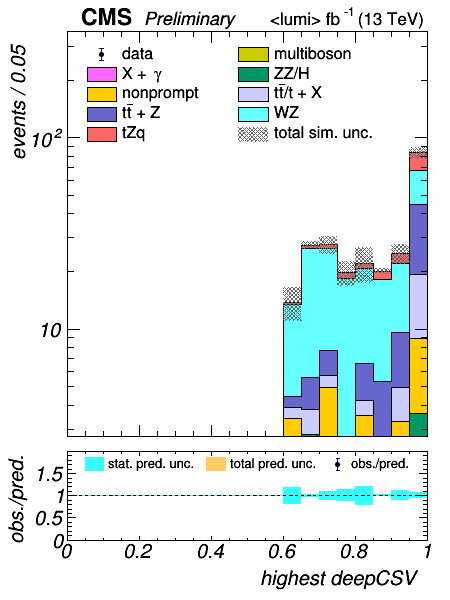 CMS Preliminary <lumi> fb⁻¹ (13 TeV)
events / 0.05
10²
10
data
X + γ
nonprompt
tt̄ + Z
tZq
multiboson
ZZ/H
tt̄/t + X
WZ
total sim. unc.
obs./pred.
stat. pred. unc. total pred. unc. obs./pred.
1.5
1
0.5
0
0 0.2 0.4 0.6 0.8 1
highest deepCSV